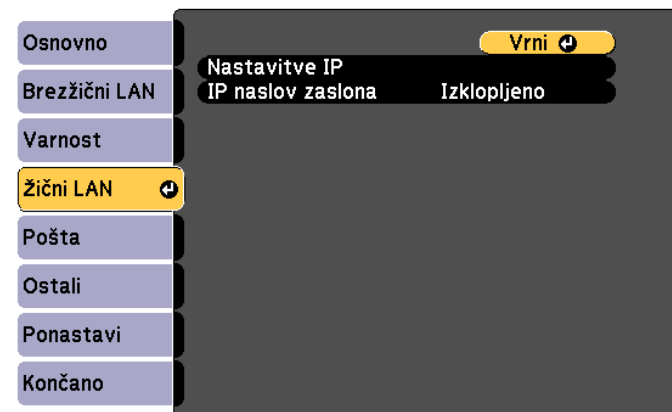 Osnovno
Brezžični LAN
Varnost
Žični LAN
Pošta
Ostali
Ponastavi
Končano
Vrni
Nastavitve IP
IP naslov zaslona Izklopljeno